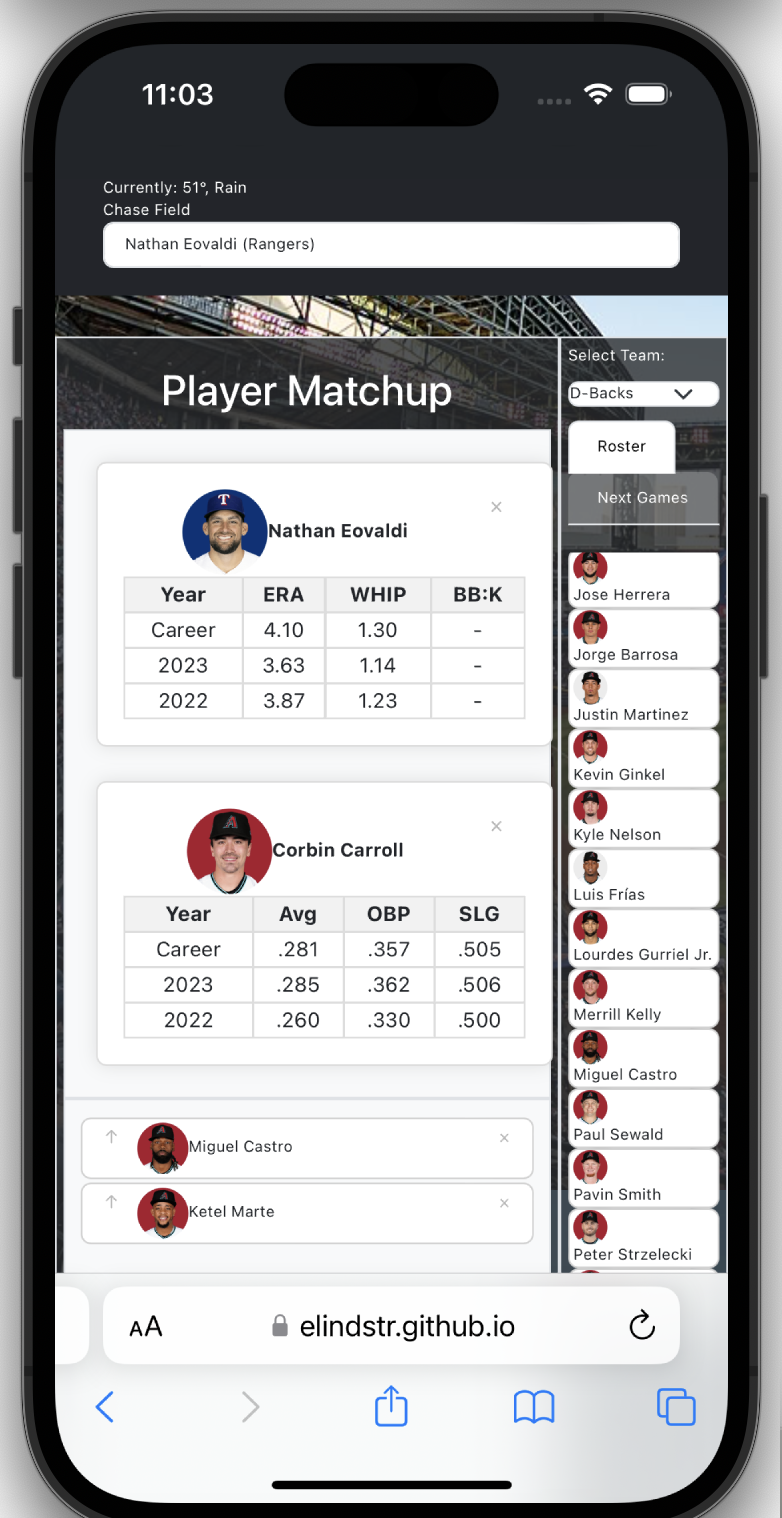 11:03
Currently: 51°, Rain
Chase Field
Nathan Eovaldi (Rangers)
Player Matchup
T
Nathan Eovaldi
×
Year ERA WHIP BB:K
Career 4.10 1.30 -
2023 3.63 1.14 -
2022 3.87 1.23 -
A
Corbin Carroll
×
Year Avg OBP SLG
Career .281 .357 .505
2023 .285 .362 .506
2022 .260 .330 .500
↑ Miguel Castro ×
↑ Ketel Marte ×
Select Team:
D-Backs
Roster
Next Games
Jose Herrera
Jorge Barrosa
Justin Martinez
Kevin Ginkel
Kyle Nelson
Luis Frías
Lourdes Gurriel Jr.
Merrill Kelly
Miguel Castro
Paul Sewald
Pavin Smith
Peter Strzelecki
AA elindstr.github.io